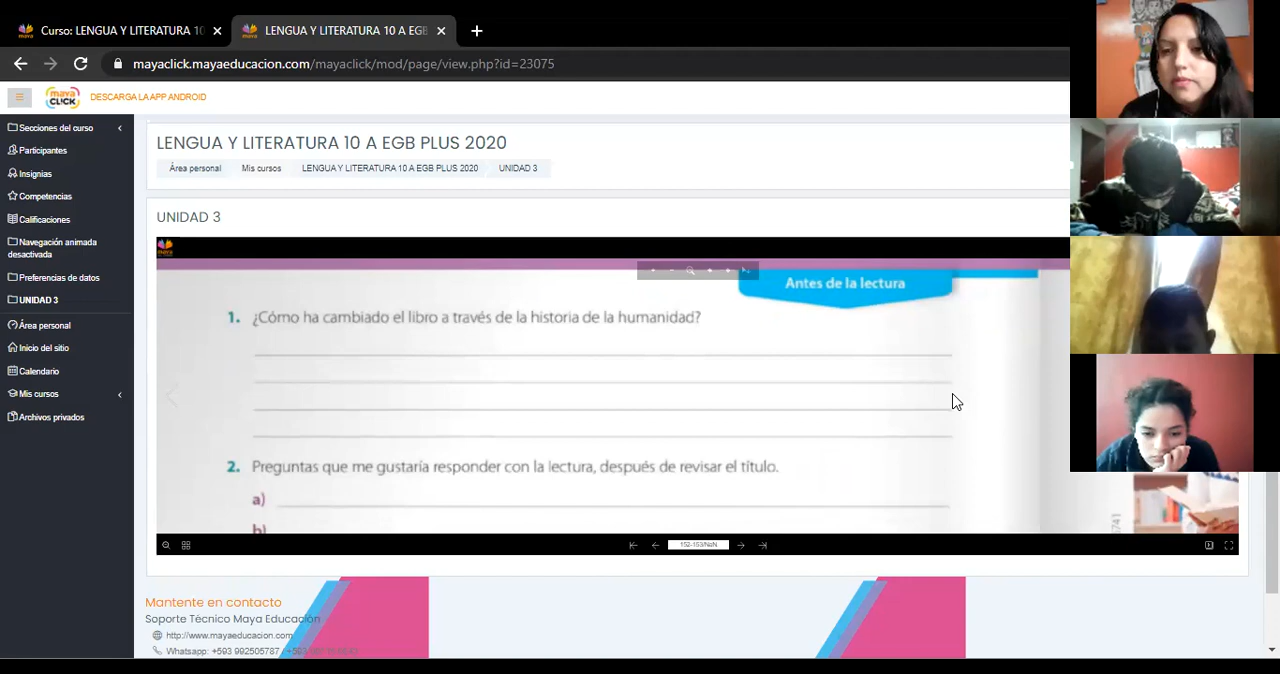 Curso: LENGUA Y LITERATURA 10
LENGUA Y LITERATURA 10 A EGB
mayaclick.mayaeducacion.com/mayaclick/mod/page/view.php?id=23075
maya CLICK
DESCARGA LA APP ANDROID
Secciones del curso
Participantes
Insignias
Competencias
Calificaciones
Navegación animada
desactivada
Preferencias de datos
UNIDAD 3
Área personal
Inicio del sitio
Calendario
Mis cursos
Archivos privados
LENGUA Y LITERATURA 10 A EGB PLUS 2020
Área personal
Mis cursos
LENGUA Y LITERATURA 10 A EGB PLUS 2020
UNIDAD 3
UNIDAD 3
Antes de la lectura
1. ¿Cómo ha cambiado el libro a través de la historia de la humanidad?
2. Preguntas que me gustaría responder con la lectura, después de revisar el título.
a)
b)
152-153/NaN
Mantente en contacto
Soporte Técnico Maya Educación
http://www.mayaeducacion.com
Whatsapp: +593 992505787 /